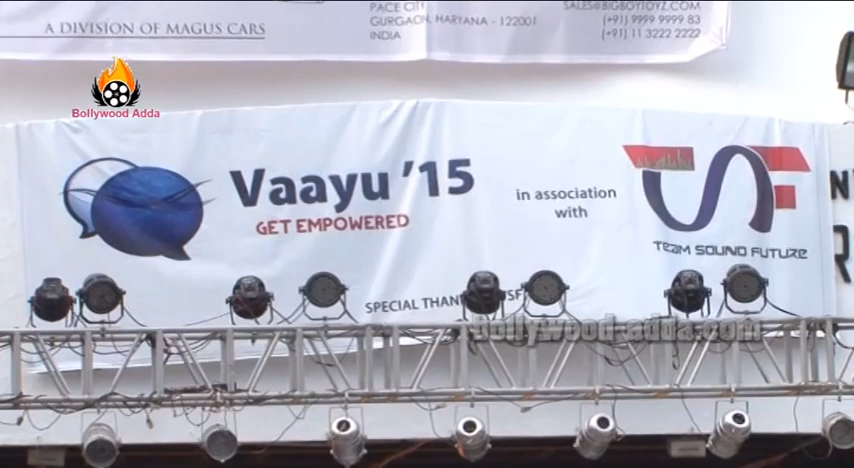 A DIVISION OF MAGUS CARS
PACE CITY
GURGAON, HARYANA - 122001
INDIA
SALES@BIGBOYTOYZ.COM
(+91) 9999 9999 83
(+91) 11 3222 2222
Bollywood Adda
Vaayu '15
GET EMPOWERED
in association
with
TEAM SOUND FUTURE
SPECIAL
bollywood-adda.com